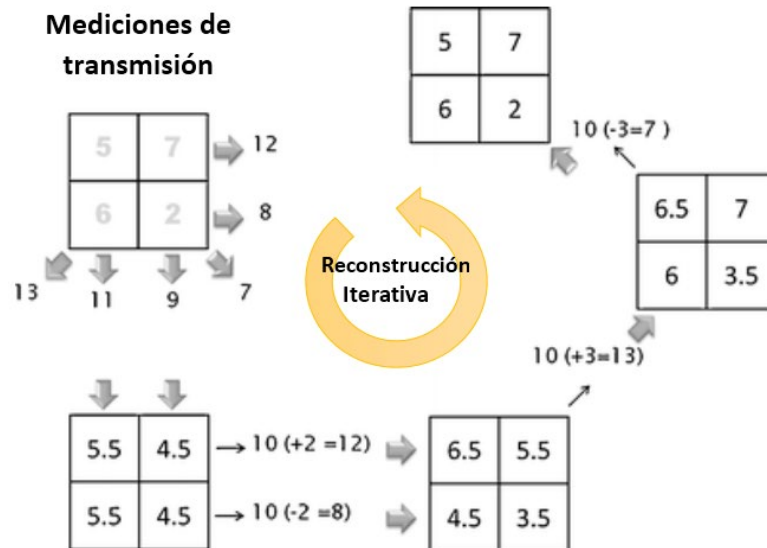 Mediciones de
transmisión
5 7
12
6 2
8
13 11 9 7
5.5 4.5
10 (+2 =12)
5.5 4.5
10 (-2 =8)
6.5 5.5
4.5 3.5
10 (+3=13)
6.5 7
6 3.5
10 (-3=7 )
5 7
6 2
Reconstrucción
Iterativa